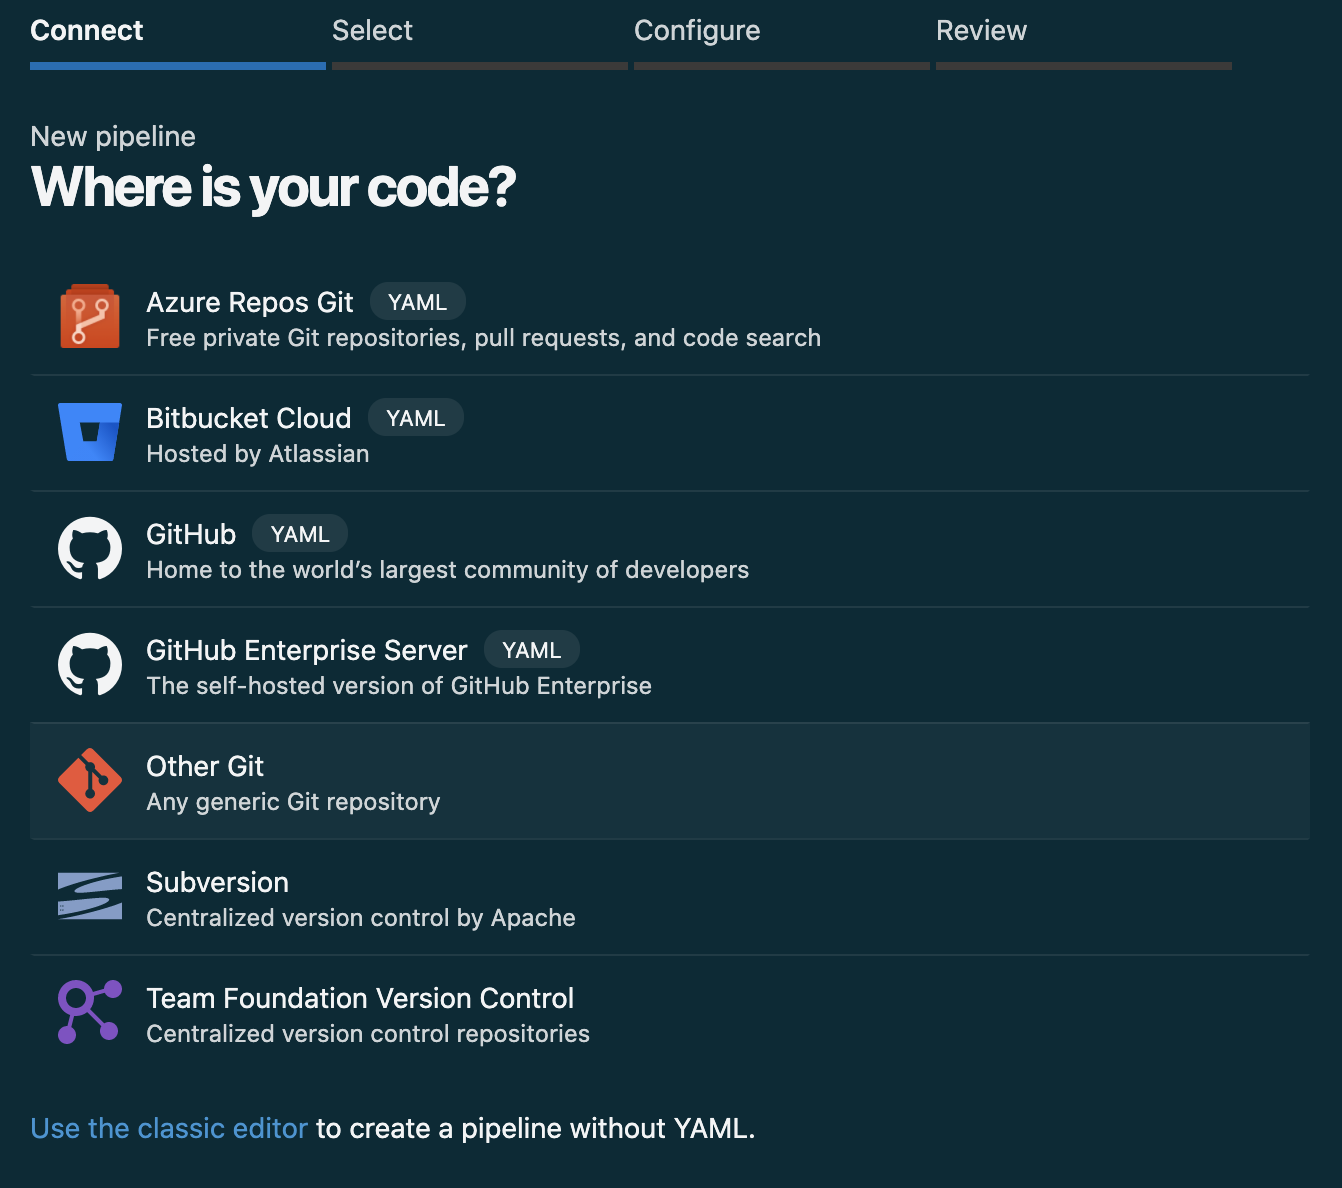 Connect Select Configure Review
New pipeline
Where is your code?
Azure Repos Git YAML
Free private Git repositories, pull requests, and code search
Bitbucket Cloud YAML
Hosted by Atlassian
GitHub YAML
Home to the world’s largest community of developers
GitHub Enterprise Server YAML
The self-hosted version of GitHub Enterprise
Other Git
Any generic Git repository
Subversion
Centralized version control by Apache
Team Foundation Version Control
Centralized version control repositories
Use the classic editor to create a pipeline without YAML.